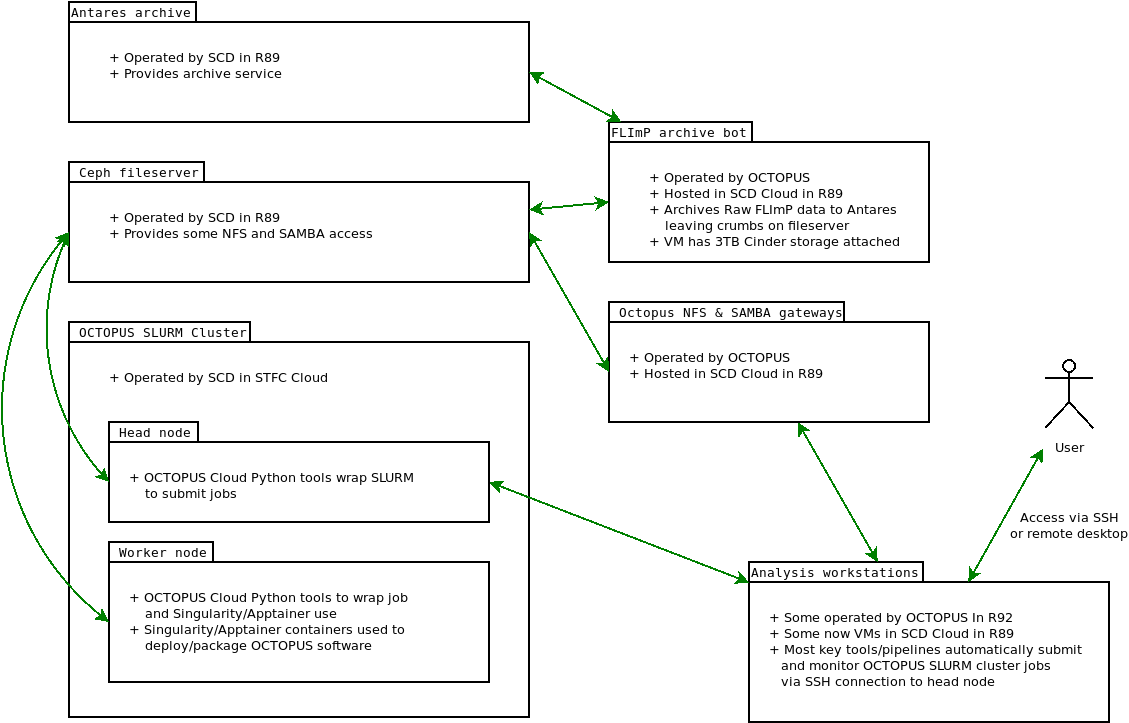 Antares archive
+ Operated by SCD in R89
+ Provides archive service
FLImP archive bot
+ Operated by OCTOPUS
+ Hosted in SCD Cloud in R89
+ Archives Raw FLImP data to Antares
leaving crumbs on fileserver
+ VM has 3TB Cinder storage attached
Ceph fileserver
+ Operated by SCD in R89
+ Provides some NFS and SAMBA access
Octopus NFS & SAMBA gateways
+ Operated by OCTOPUS
+ Hosted in SCD Cloud in R89
OCTOPUS SLURM Cluster
+ Operated by SCD in STFC Cloud
Head node
+ OCTOPUS Cloud Python tools wrap SLURM
to submit jobs
Worker node
+ OCTOPUS Cloud Python tools to wrap job
and Singularity/Apptainer use
+ Singularity/Apptainer containers used to
deploy/package OCTOPUS software
User
Access via SSH
or remote desktop
Analysis workstations
+ Some operated by OCTOPUS In R92
+ Some now VMs in SCD Cloud in R89
+ Most key tools/pipelines automatically submit
and monitor OCTOPUS SLURM cluster jobs
via SSH connection to head node